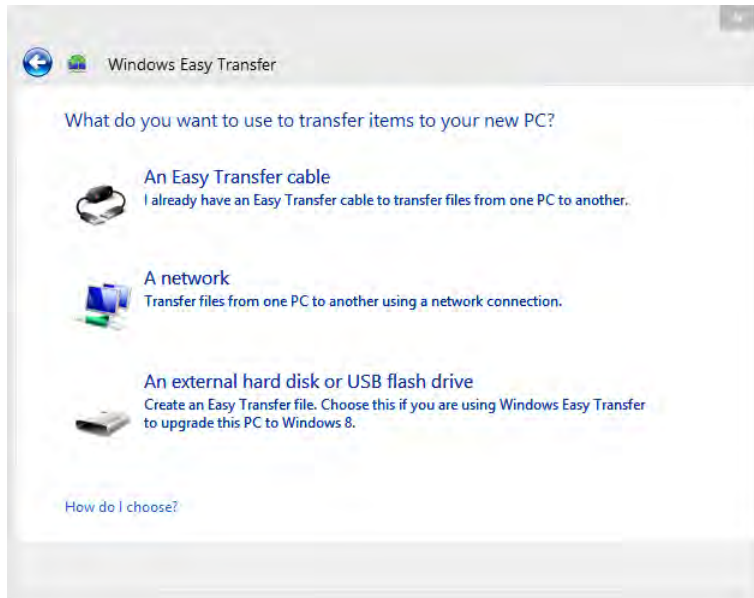 Windows Easy Transfer
What do you want to use to transfer items to your new PC?
An Easy Transfer cable
I already have an Easy Transfer cable to transfer files from one PC to another.
A network
Transfer files from one PC to another using a network connection.
An external hard disk or USB flash drive
Create an Easy Transfer file. Choose this if you are using Windows Easy Transfer
to upgrade this PC to Windows 8.
How do I choose?